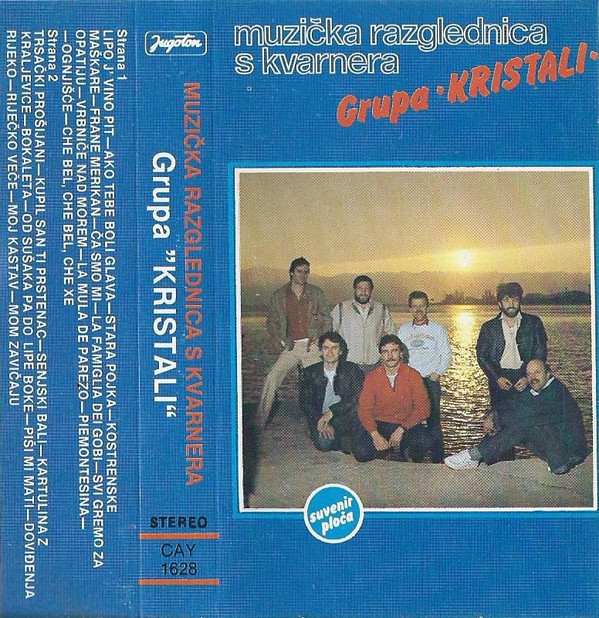 Strana 1
LIPO J' VINO PIT—AKO TEBE BOLI GLAVA—STARA POJKA—KOSTRENSKE
MAŠKARE—FRANE MERIKAN—ČA SMO MI—LA FAMIGLIA DEI GOBI—SVI GREMO ZA
OPATIJU—VRBNIČE NAD MOREM—LA MULA DE PAREZO—PIEMONTESINA—
—OGNJIŠĆE—CHE BEL, CHE BEL, CHE XE
Strana 2
TRSAČKI PROŠIJANI—KUPIL SAN TI PRSTENAC—SENJSKI BALI—KARTULINA Z
KRALJEVICE—BOKALETA—OD SUŠAKA PA DO LIPE BOJKE—PIŠI MI MATI—DOVIĐENJA
RIJEKO—RIJEČKO VEČE—MOJ KASTAV—MOM ZAVIČAJU
MUZIČKA RAZGLEDNICA S KVARNERA
Grupa "KRISTALI"
STEREO
CAY
1628
Jugoton
muzička razglednica
s kvarnera
Grupa •KRISTALI•
suvenir
ploča